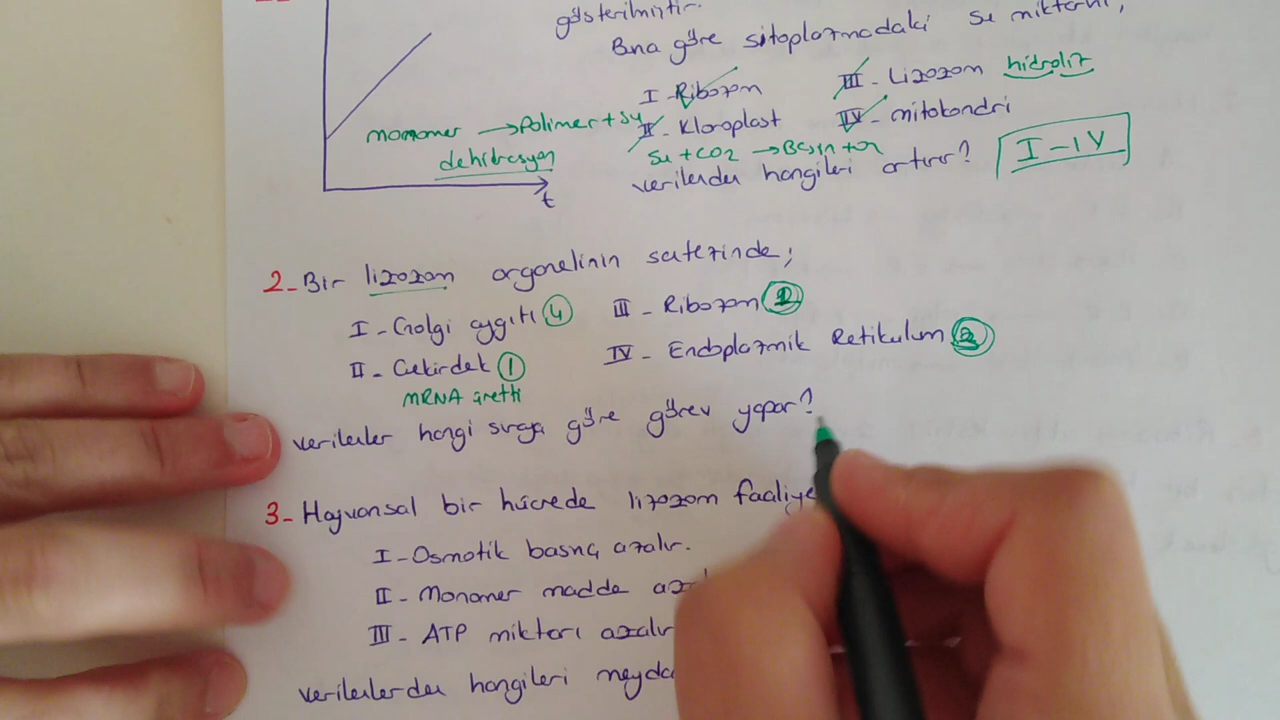 gösterilmiştir.
Buna göre sitoplazmadaki su miktarını,
I - Ribozom
III - Lizozom hidroliz
monomer → Polimer + su
II - Kloroplast
IV - mitokondri
dehidrasyon
su + CO2 → Besin + O2
verilerden hangileri artırır?
I - IV
t
2- Bir lizozom organelinin sentezinde;
I - Golgi aygıtı 4
III - Ribozom 2
II - Çekirdek 1
IV - Endoplazmik Retikulum 3
MRNA üretti
verilenler hangi sıraya göre görev yapar?
3- Hayvansal bir hücrede lizozom faaliye
I - Osmotik basınç azalır.
II - Monomer madde aza
III - ATP miktarı azalır
verilenlerden hangileri meyda